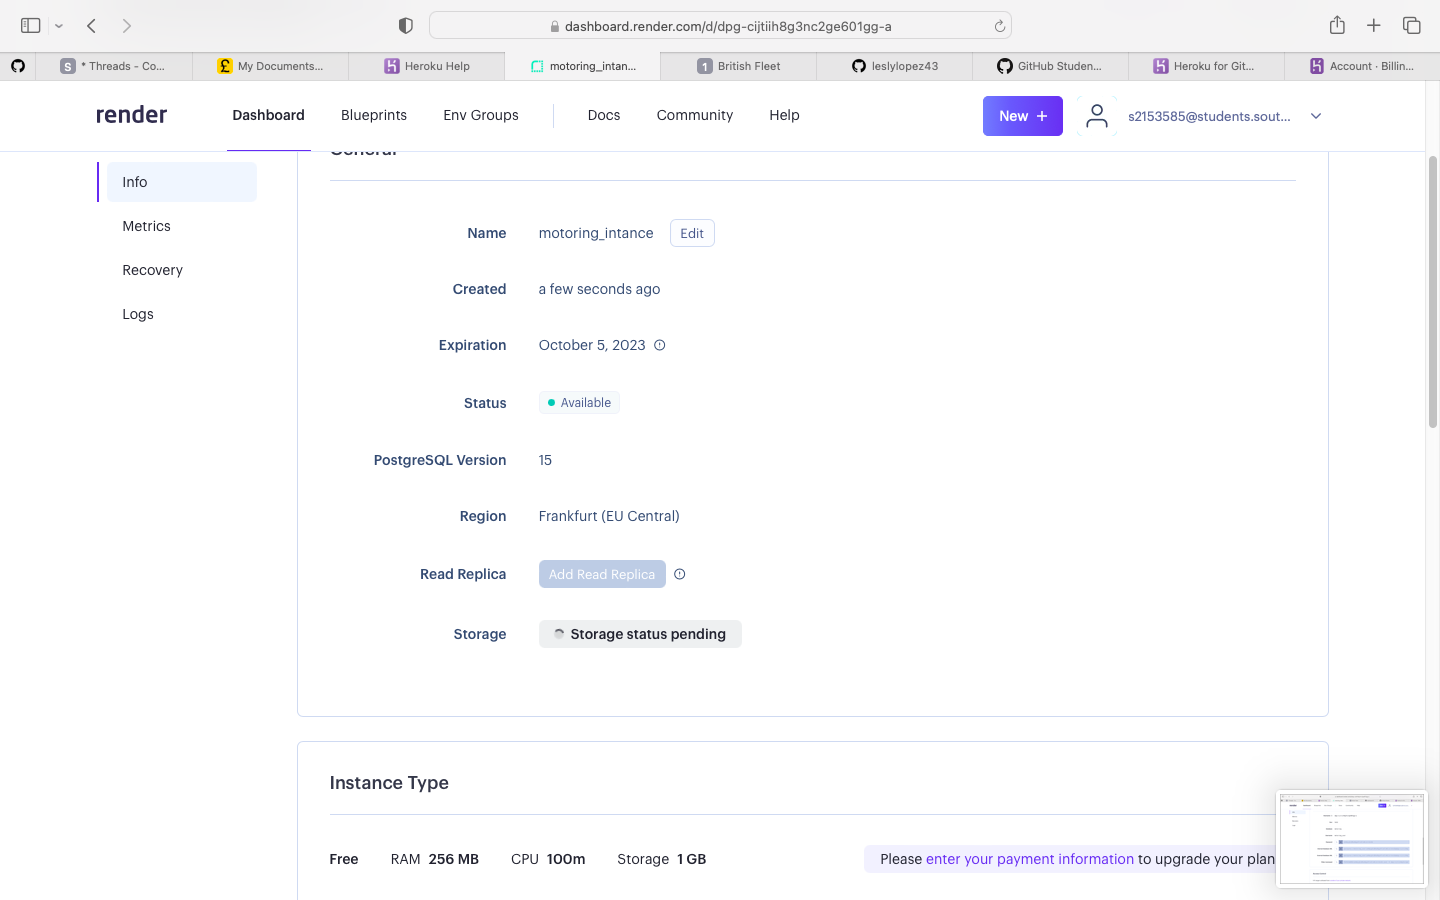 dashboard.render.com/d/dpg-cijtiih8g3nc2ge601gg-a
S * Threads - Co... £ My Documents... Heroku Help motoring_intan... 1 British Fleet leslylopez43 GitHub Studen... Heroku for Git... Account · Billin...
render Dashboard Blueprints Env Groups Docs Community Help New + s2153585@students.sout...
General
Info
Metrics
Recovery
Logs
Name motoring_intance Edit
Created a few seconds ago
Expiration October 5, 2023
Status Available
PostgreSQL Version 15
Region Frankfurt (EU Central)
Read Replica Add Read Replica
Storage Storage status pending
Instance Type
Free RAM 256 MB CPU 100m Storage 1 GB Please enter your payment information to upgrade your plan